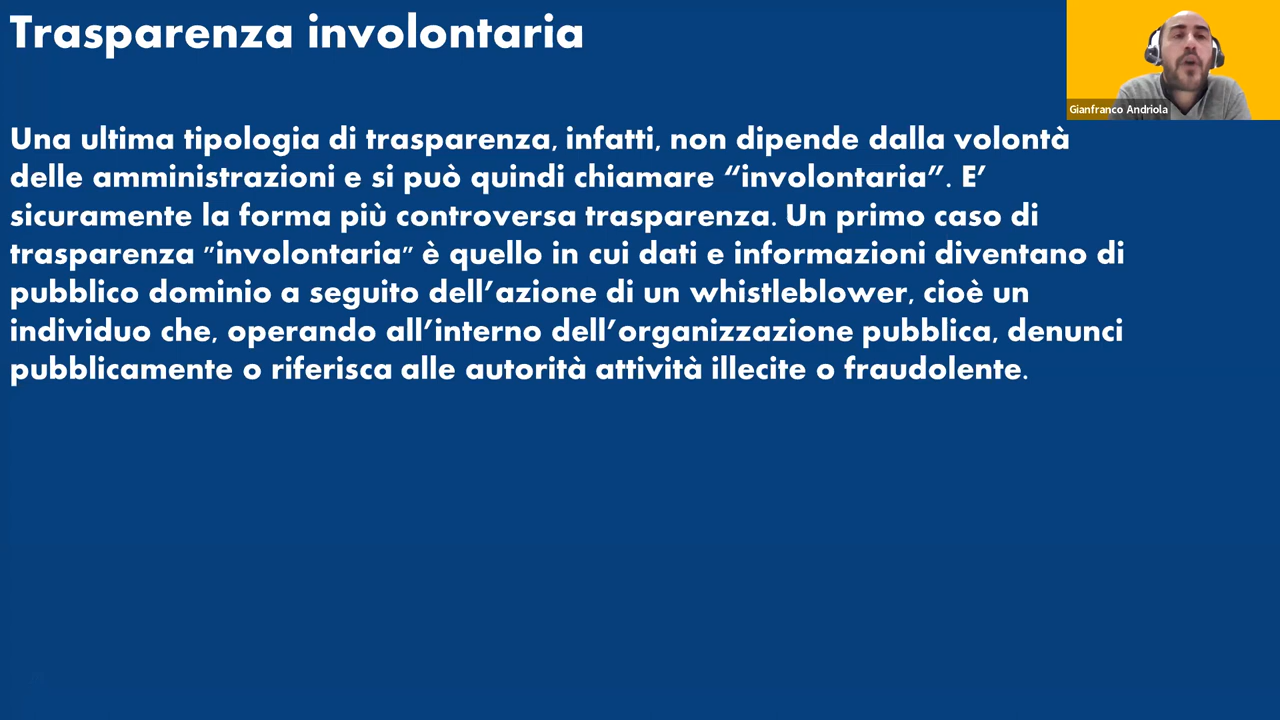 Trasparenza involontaria
Gianfranco Andriola
Una ultima tipologia di trasparenza, infatti, non dipende dalla volontà
delle amministrazioni e si può quindi chiamare “involontaria”. E’
sicuramente la forma più controversa trasparenza. Un primo caso di
trasparenza "involontaria" è quello in cui dati e informazioni diventano di
pubblico dominio a seguito dell’azione di un whistleblower, cioè un
individuo che, operando all’interno dell’organizzazione pubblica, denunci
pubblicamente o riferisca alle autorità attività illecite o fraudolente.